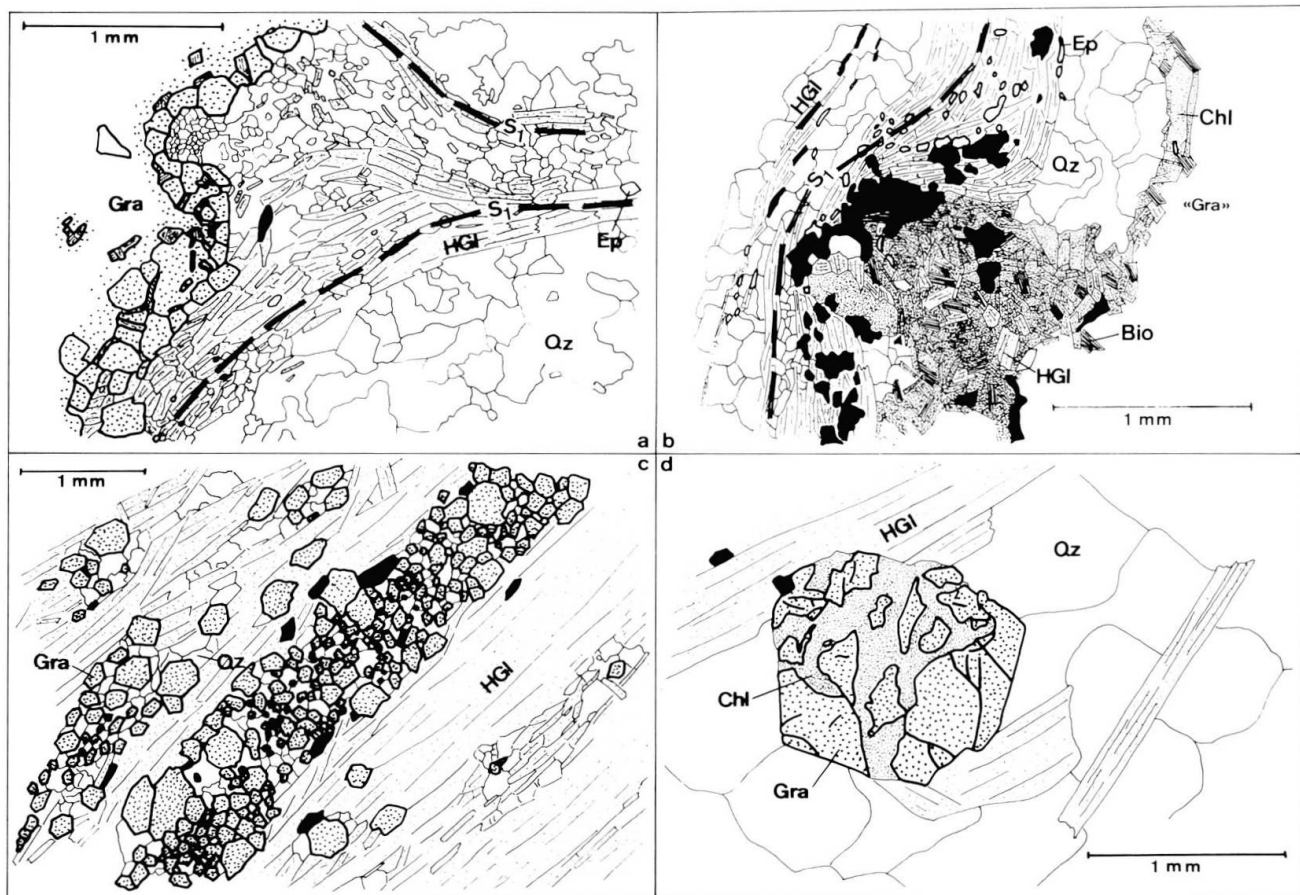 1 mm
Gra
S1
S1
HGl
Ep
Qz
a
HGl
Ep
S1
Chl
Qz
«Gra»
Bio
HGl
1 mm
b
1 mm
c
Gra
Qz
HGl
d
HGl
Qz
Chl
Gra
1 mm